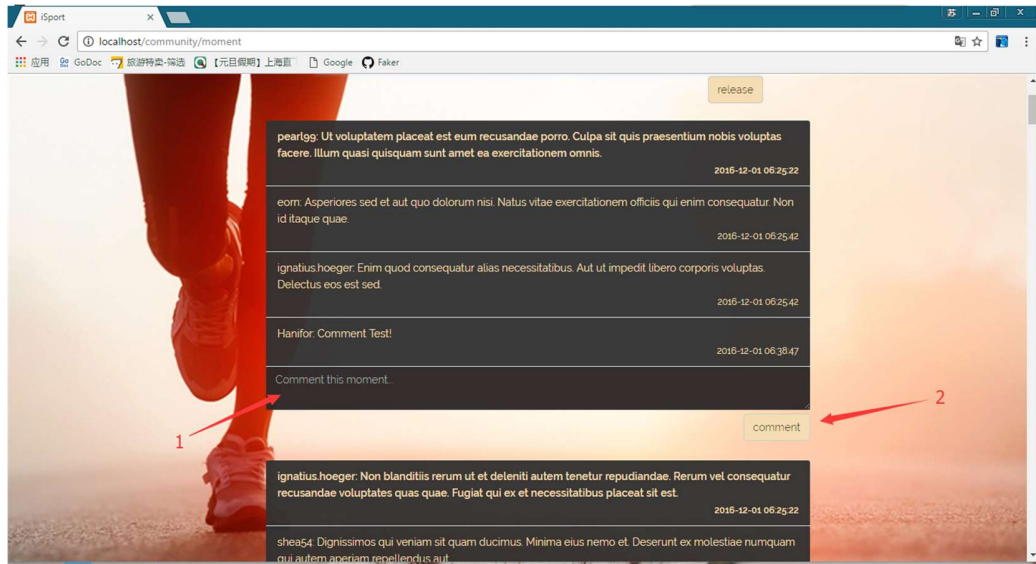 iSport
苏
localhost/community/moment
应用 GoDoc 旅游特卖-筛选 【元旦假期】上海直 Google Faker
release
pearl99: Ut voluptatem placeat est eum recusandae porro. Culpa sit quis praesentium nobis voluptas
facere. Illum quasi quisquam sunt amet ea exercitationem omnis.
2016-12-01 06:25:22
eorn: Asperiores sed et aut quo dolorum nisi. Natus vitae exercitationem officiis qui enim consequatur. Non
id itaque quae.
2016-12-01 06:25:42
ignatius.hoeger: Enim quod consequatur alias necessitatibus. Aut ut impedit libero corporis voluptas.
Delectus eos est sed.
2016-12-01 06:25:42
Hanifor: Comment Test!
2016-12-01 06:38:47
Comment this moment...
1
2
comment
ignatius.hoeger: Non blanditiis rerum ut et deleniti autem tenetur repudiandae. Rerum vel consequatur
recusandae voluptates quas quae. Fugiat qui ex et necessitatibus placeat sit est.
2016-12-01 06:25:22
shea54: Dignissimos qui veniam sit quam ducimus. Minima eius nemo et. Deserunt ex molestiae numquam
qui autem aperiam repellendus aut.